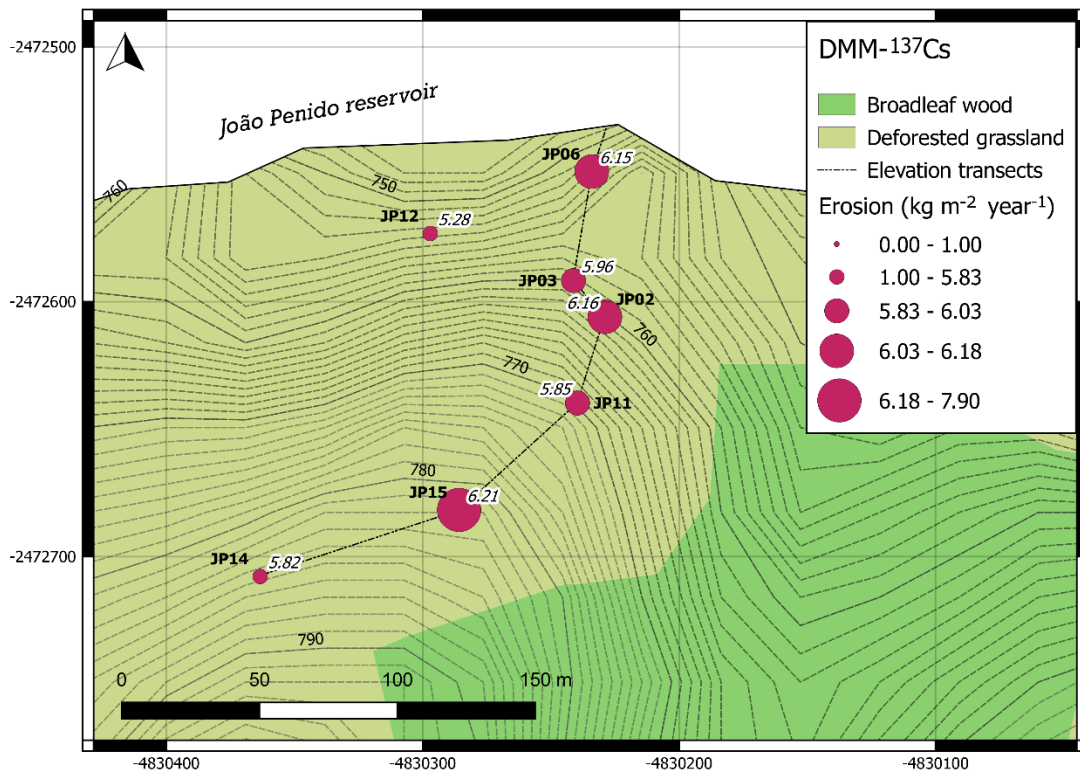 -2472500
-2472600
-2472700
João Penido reservoir
760
750
JP06
6.15
JP12
5.28
JP03
5.96
6.16
JP02
760
770
5.85
JP11
780
JP15
6.21
JP14
5.82
790
0 50 100 150 m
-4830400 -4830300 -4830200 -4830100
DMM-¹³⁷Cs
Broadleaf wood
Deforested grassland
Elevation transects
Erosion (kg m⁻² year⁻¹)
0.00 - 1.00
1.00 - 5.83
5.83 - 6.03
6.03 - 6.18
6.18 - 7.90